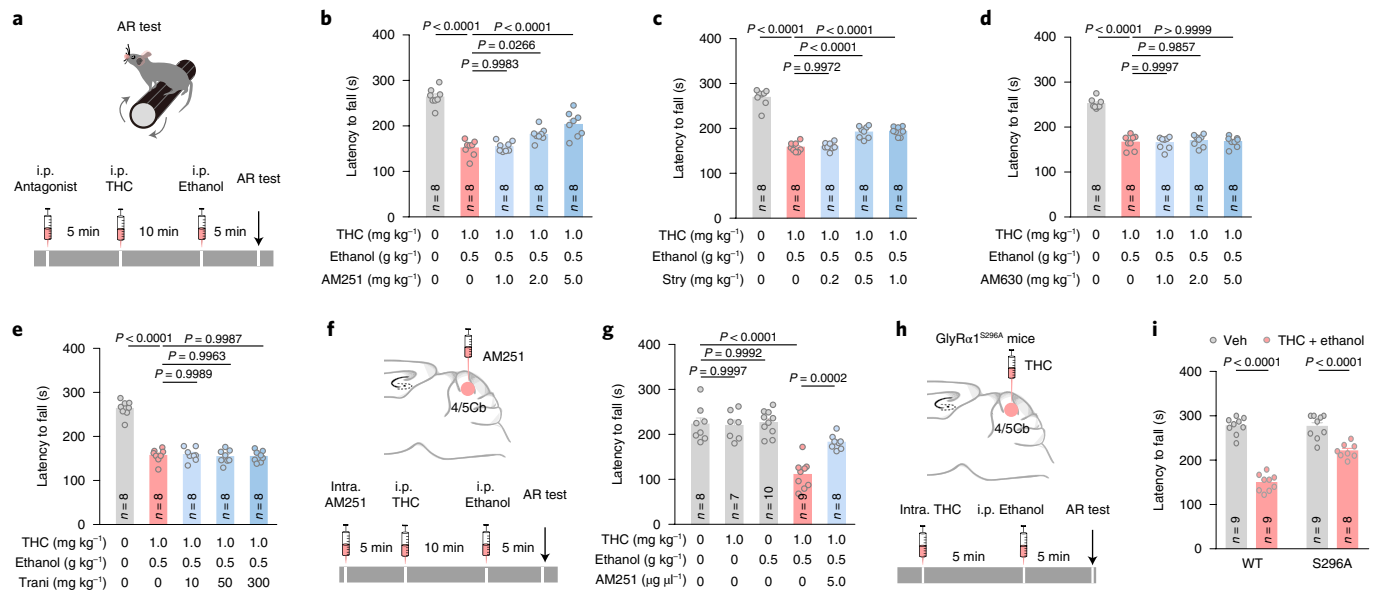 a
AR test
i.p.
Antagonist
i.p.
THC
i.p.
Ethanol
AR test
5 min
10 min
5 min
b
P < 0.0001
P < 0.0001
P = 0.0266
P = 0.9983
Latency to fall (s)
400
300
200
100
0
n = 8
n = 8
n = 8
n = 8
n = 8
THC (mg kg⁻¹) 0 1.0 1.0 1.0 1.0
Ethanol (g kg⁻¹) 0 0.5 0.5 0.5 0.5
AM251 (mg kg⁻¹) 0 0 1.0 2.0 5.0
c
P < 0.0001
P < 0.0001
P < 0.0001
P = 0.9972
Latency to fall (s)
400
300
200
100
0
n = 8
n = 8
n = 8
n = 8
n = 8
THC (mg kg⁻¹) 0 1.0 1.0 1.0 1.0
Ethanol (g kg⁻¹) 0 0.5 0.5 0.5 0.5
Stry (mg kg⁻¹) 0 0 0.2 0.5 1.0
d
P < 0.0001
P > 0.9999
P = 0.9857
P = 0.9997
Latency to fall (s)
400
300
200
100
0
n = 8
n = 8
n = 8
n = 8
n = 8
THC (mg kg⁻¹) 0 1.0 1.0 1.0 1.0
Ethanol (g kg⁻¹) 0 0.5 0.5 0.5 0.5
AM630 (mg kg⁻¹) 0 0 1.0 2.0 5.0
e
P < 0.0001
P = 0.9987
P = 0.9963
P = 0.9989
Latency to fall (s)
400
300
200
100
0
n = 8
n = 8
n = 8
n = 8
n = 8
THC (mg kg⁻¹) 0 1.0 1.0 1.0 1.0
Ethanol (g kg⁻¹) 0 0.5 0.5 0.5 0.5
Trani (mg kg⁻¹) 0 0 10 50 300
f
AM251
4/5Cb
Intra.
AM251
i.p.
THC
i.p.
Ethanol
AR test
5 min
10 min
5 min
g
P < 0.0001
P = 0.9992
P = 0.9997
P = 0.0002
Latency to fall (s)
400
300
200
100
0
n = 8
n = 7
n = 10
n = 9
n = 8
THC (mg kg⁻¹) 0 1.0 0 1.0 1.0
Ethanol (g kg⁻¹) 0 0 0.5 0.5 0.5
AM251 (µg µl⁻¹) 0 0 0 0 5.0
h
GlyRα1ˢ²⁹⁶ᴬ mice
THC
4/5Cb
Intra. THC
i.p. Ethanol
AR test
5 min
5 min
i
Veh
THC + ethanol
P < 0.0001
P < 0.0001
Latency to fall (s)
400
300
200
100
0
n = 9
n = 9
n = 9
n = 8
WT
S296A